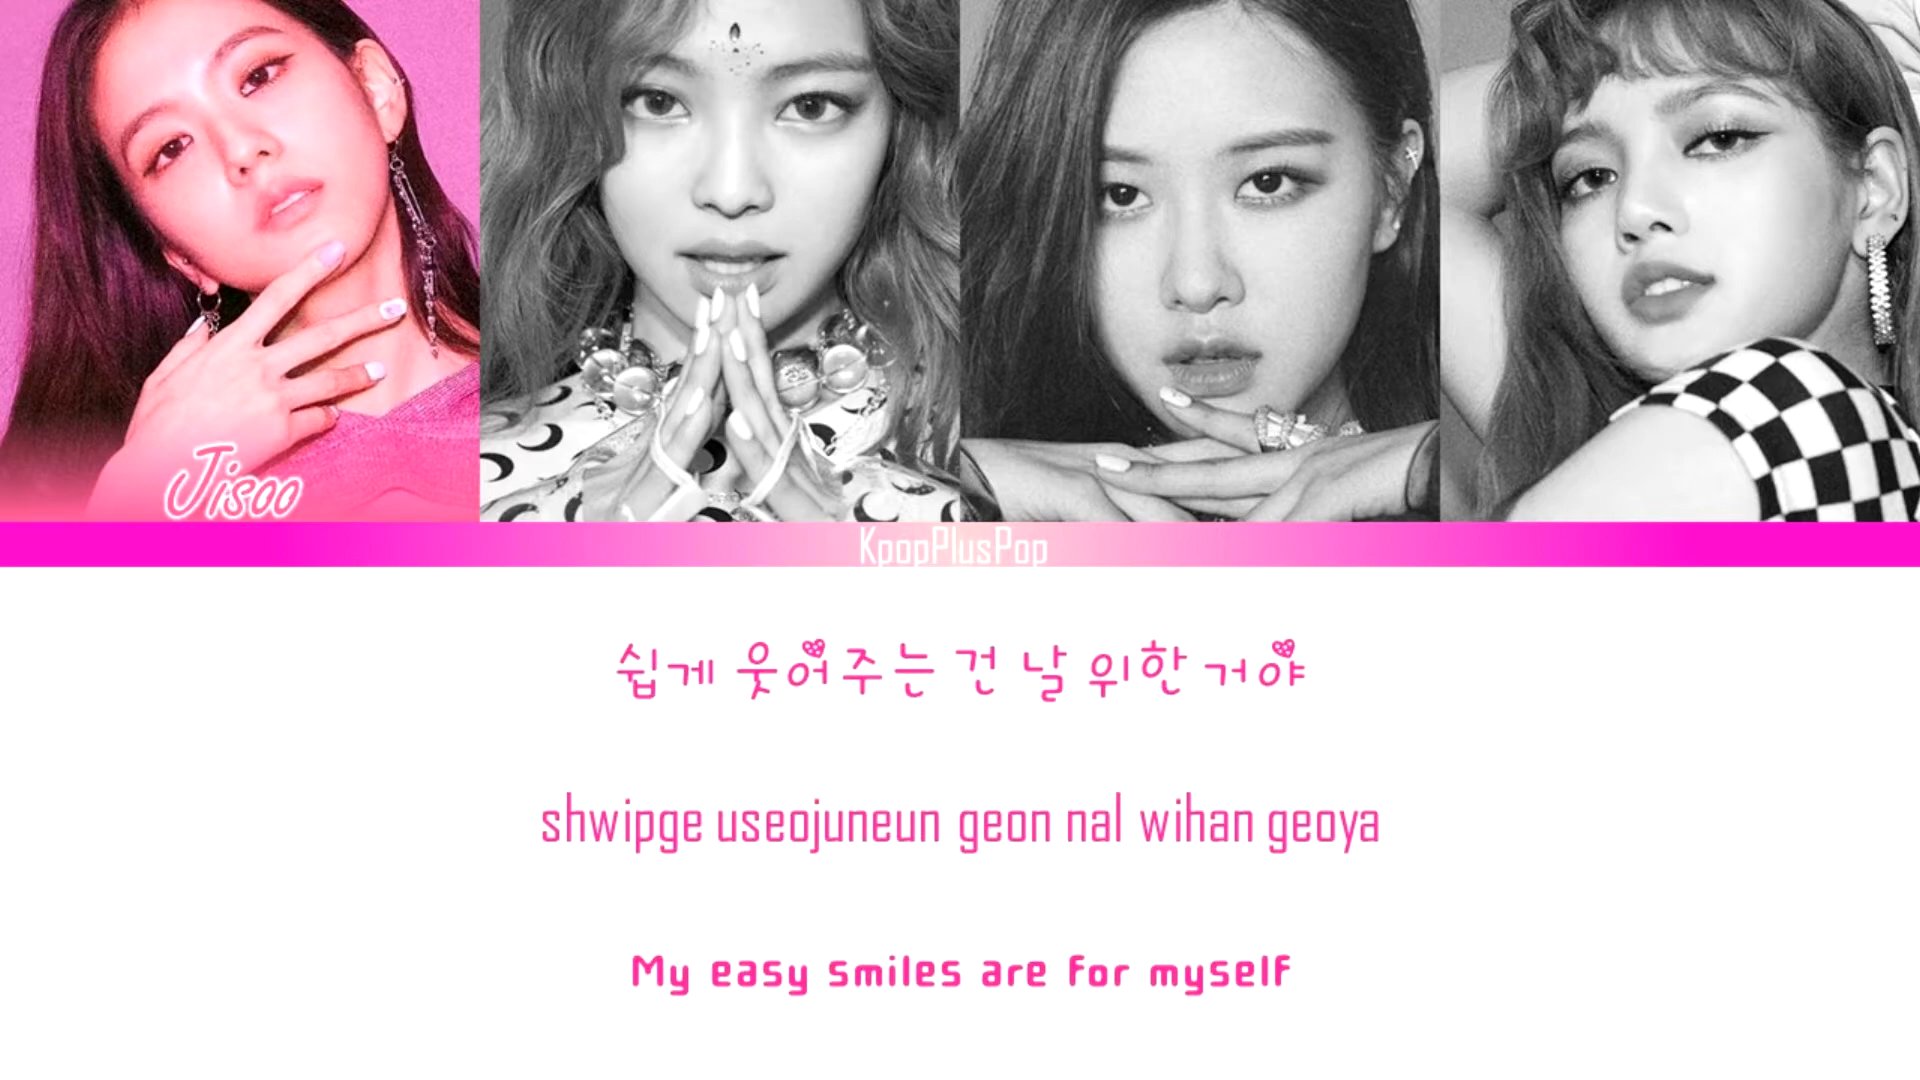 Jisoo
KpopPlusPop
쉽게 웃어주는 건 날 위한 거야
shwipge useojuneun geon nal wihan geoya
My easy smiles are for myself